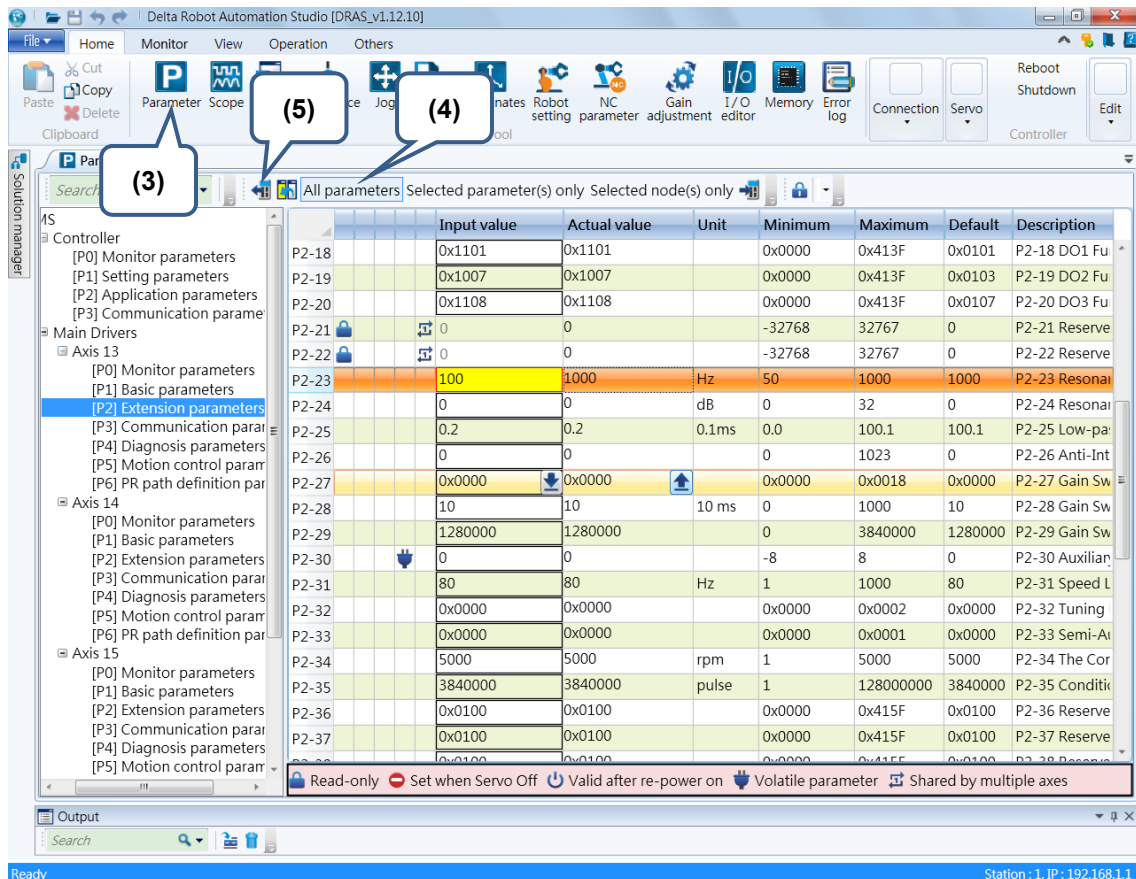 Delta Robot Automation Studio [DRAS_v1.12.10]
File Home Monitor View Operation Others
Paste Cut Copy Delete
Clipboard
Parameter Scope
Jog
Robot setting
NC parameter
Gain adjustment
I/O editor
Memory
Error log
Connection
Servo
Reboot
Shutdown
Controller
Edit
(5)
(4)
(3)
Solution manager
Search
All parameters Selected parameter(s) only Selected node(s) only
Controller
[P0] Monitor parameters
[P1] Setting parameters
[P2] Application parameters
[P3] Communication parame
Main Drivers
Axis 13
[P0] Monitor parameters
[P1] Basic parameters
[P2] Extension parameters
[P3] Communication parar
[P4] Diagnosis parameters
[P5] Motion control param
[P6] PR path definition par
Axis 14
[P0] Monitor parameters
[P1] Basic parameters
[P2] Extension parameters
[P3] Communication parar
[P4] Diagnosis parameters
[P5] Motion control param
[P6] PR path definition par
Axis 15
[P0] Monitor parameters
[P1] Basic parameters
[P2] Extension parameters
[P3] Communication parar
[P4] Diagnosis parameters
[P5] Motion control param
Input value Actual value Unit Minimum Maximum Default Description
P2-18 0x1101 0x1101 0x0000 0x413F 0x0101 P2-18 DO1 Fu
P2-19 0x1007 0x1007 0x0000 0x413F 0x0103 P2-19 DO2 Fu
P2-20 0x1108 0x1108 0x0000 0x413F 0x0107 P2-20 DO3 Fu
P2-21 0 0 -32768 32767 0 P2-21 Reserve
P2-22 0 0 -32768 32767 0 P2-22 Reserve
P2-23 100 1000 Hz 50 1000 1000 P2-23 Resonar
P2-24 0 0 dB 0 32 0 P2-24 Resonar
P2-25 0.2 0.2 0.1ms 0.0 100.1 100.1 P2-25 Low-pa
P2-26 0 0 0 1023 0 P2-26 Anti-Int
P2-27 0x0000 0x0000 0x0000 0x0018 0x0000 P2-27 Gain Sw
P2-28 10 10 10 ms 0 1000 10 P2-28 Gain Sw
P2-29 1280000 1280000 0 3840000 1280000 P2-29 Gain Sw
P2-30 0 0 -8 8 0 P2-30 Auxiliar
P2-31 80 80 Hz 1 1000 80 P2-31 Speed L
P2-32 0x0000 0x0000 0x0000 0x0002 0x0000 P2-32 Tuning
P2-33 0x0000 0x0000 0x0000 0x0001 0x0000 P2-33 Semi-A
P2-34 5000 5000 rpm 1 5000 5000 P2-34 The Cor
P2-35 3840000 3840000 pulse 1 128000000 3840000 P2-35 Conditi
P2-36 0x0100 0x0100 0x0000 0x415F 0x0100 P2-36 Reserve
P2-37 0x0100 0x0100 0x0000 0x415F 0x0100 P2-37 Reserve
Read-only Set when Servo Off Valid after re-power on Volatile parameter Shared by multiple axes
Output
Search
Ready Station : 1, IP : 192.168.1.1